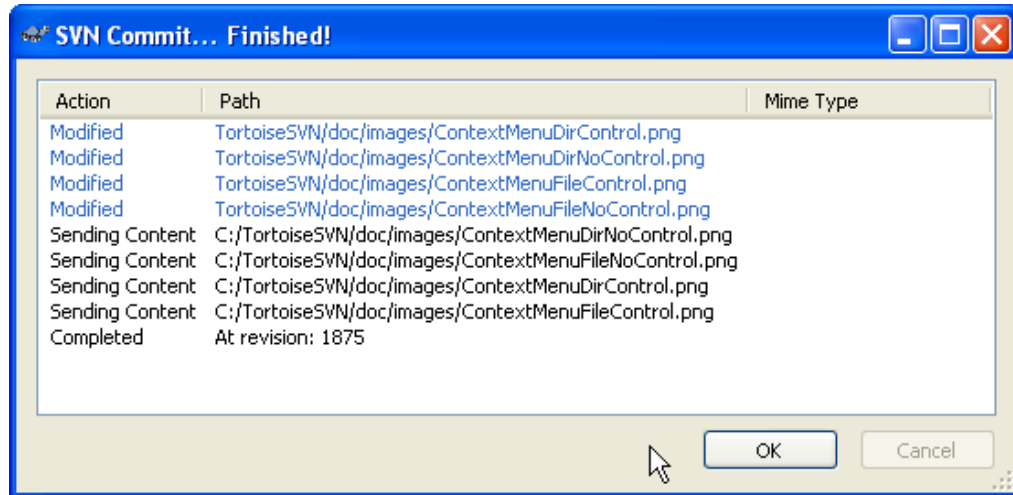 SVN Commit... Finished!
Action Path Mime Type
Modified TortoiseSVN/doc/images/ContextMenuDirControl.png
Modified TortoiseSVN/doc/images/ContextMenuDirNoControl.png
Modified TortoiseSVN/doc/images/ContextMenuFileControl.png
Modified TortoiseSVN/doc/images/ContextMenuFileNoControl.png
Sending Content C:/TortoiseSVN/doc/images/ContextMenuDirNoControl.png
Sending Content C:/TortoiseSVN/doc/images/ContextMenuFileNoControl.png
Sending Content C:/TortoiseSVN/doc/images/ContextMenuDirControl.png
Sending Content C:/TortoiseSVN/doc/images/ContextMenuFileControl.png
Completed At revision: 1875
OK Cancel